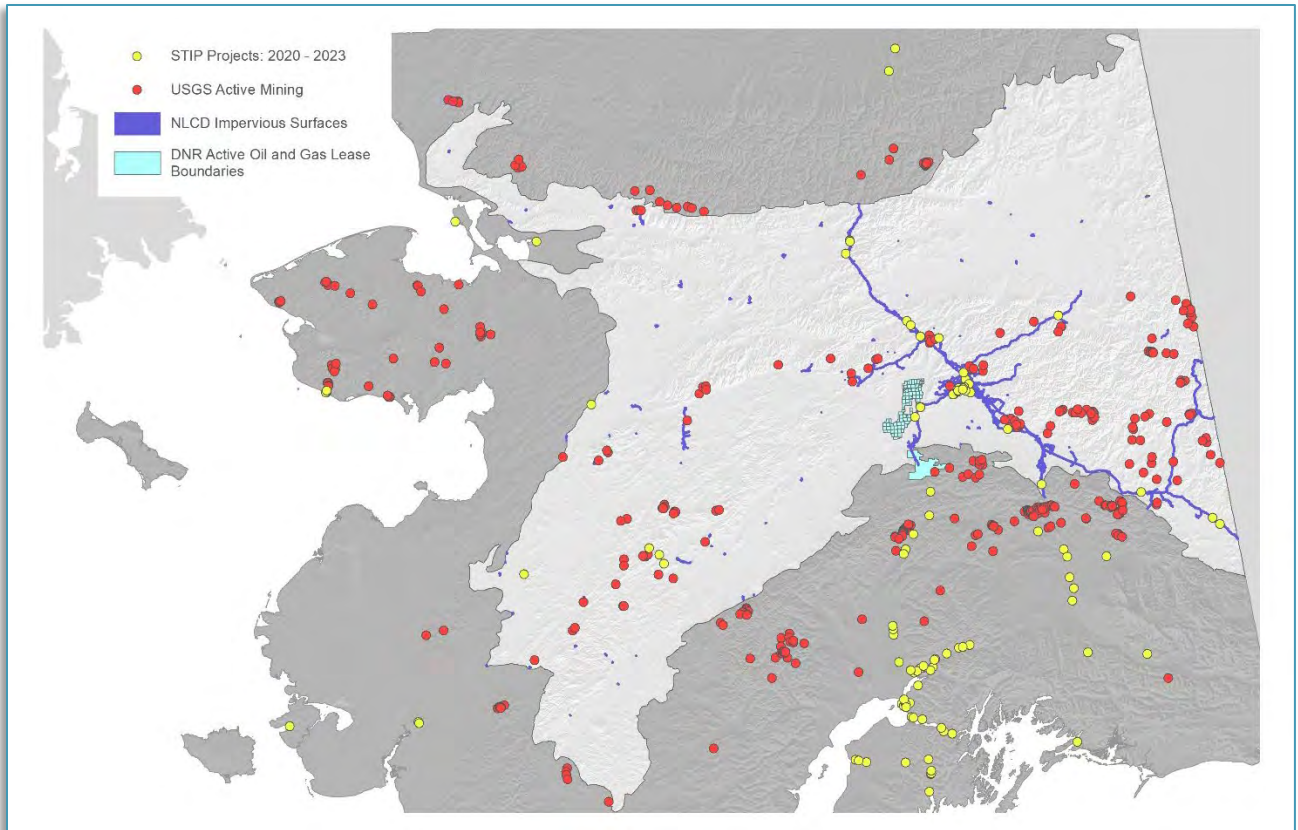 STIP Projects: 2020 - 2023
USGS Active Mining
NLCD Impervious Surfaces
DNR Active Oil and Gas Lease
Boundaries